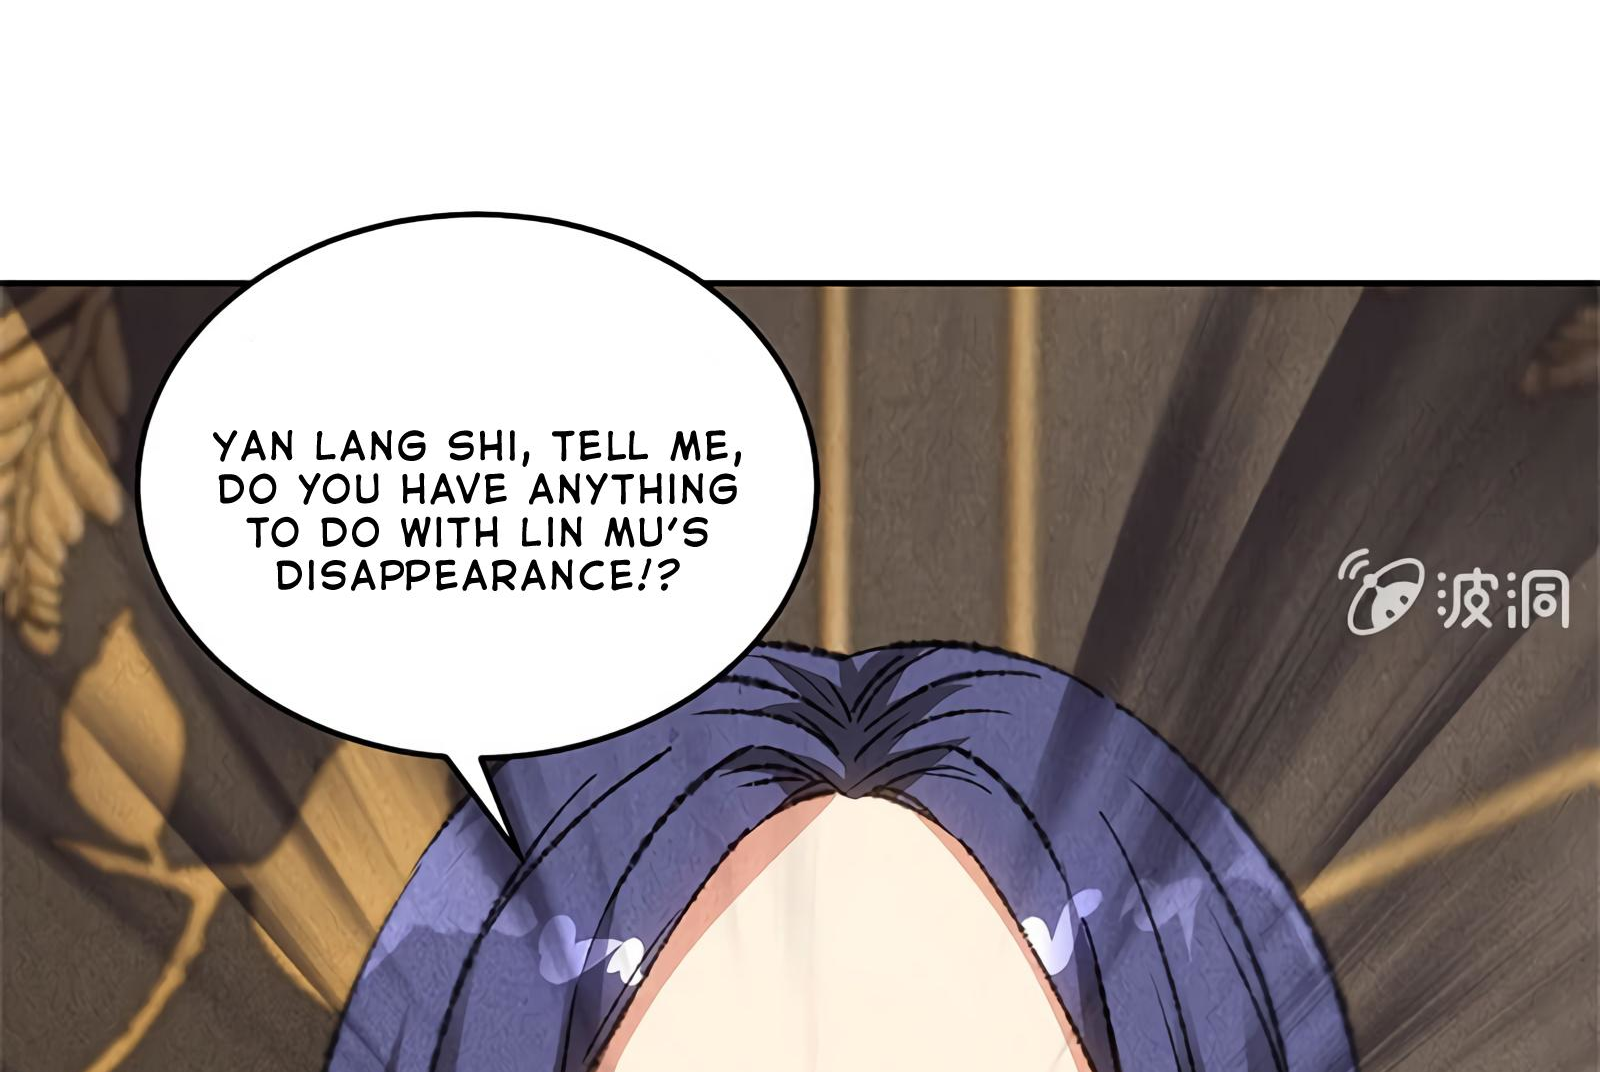 YAN LANG SHI, TELL ME,
DO YOU HAVE ANYTHING
TO DO WITH LIN MU'S
DISAPPEARANCE!?
波洞